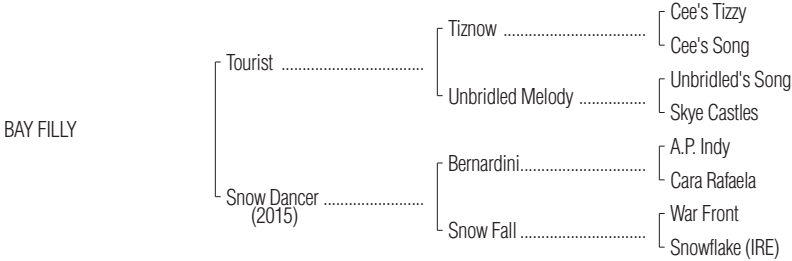 Cee's Tizzy
Tiznow ................................
Cee's Song
Tourist ................................
Unbridled's Song
Unbridled Melody ...............
Skye Castles
BAY FILLY
A.P. Indy
Bernardini............................
Cara Rafaela
Snow Dancer .......................
(2015)
War Front
Snow Fall ............................
Snowflake (IRE)